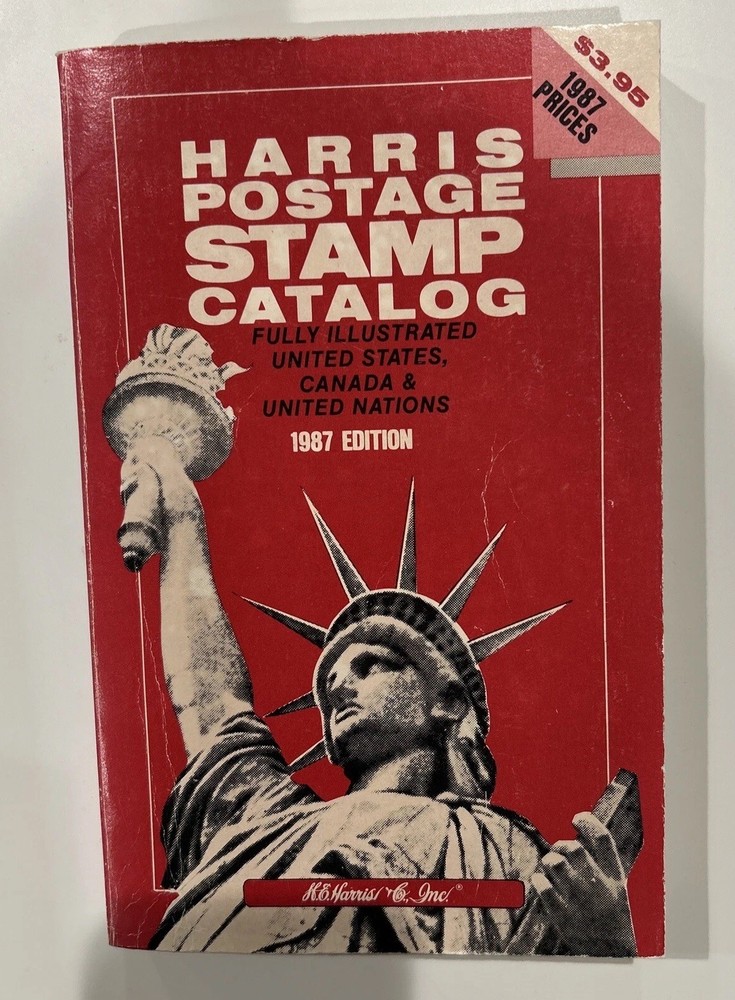 $3.95
1987
PRICES
HARRIS
POSTAGE
STAMP
CATALOG
FULLY ILLUSTRATED
UNITED STATES,
CANADA &
UNITED NATIONS
1987 EDITION
H.E. Harris & Co., Inc.®